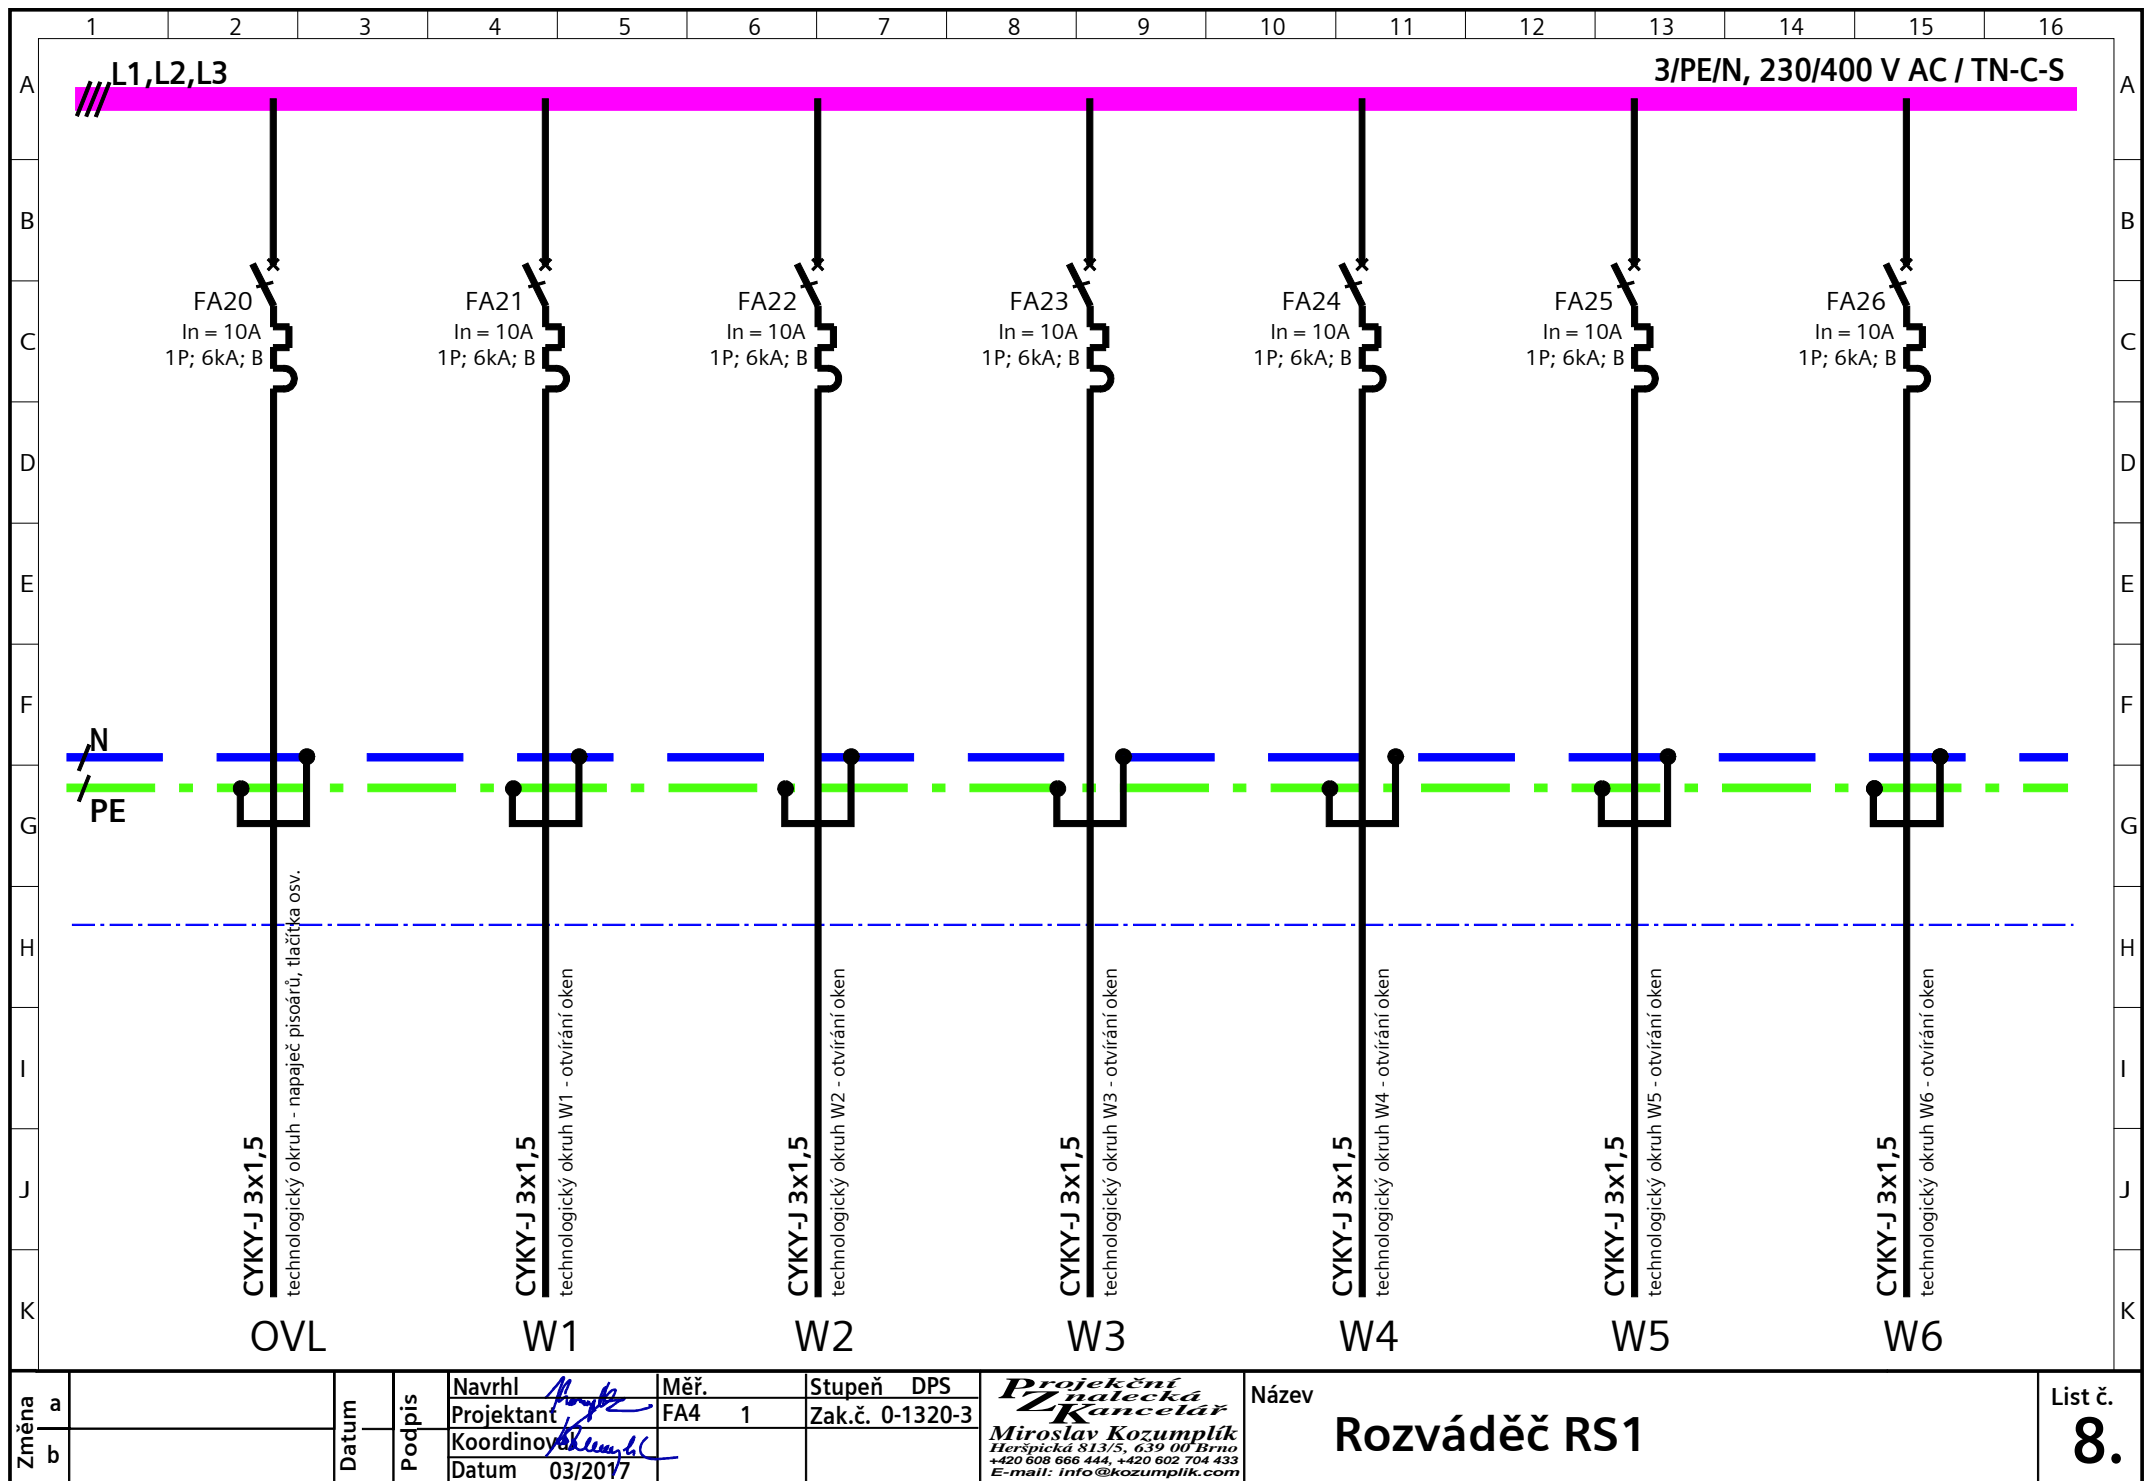 1 2 3 4 5 6 7 8 9 10 11 12 13 14 15 16
A A
B B
C C
D D
E E
F F
G G
H H
I I
J J
K K
L1,L2,L3
3/PE/N, 230/400 V AC / TN-C-S
FA20
In = 10A
1P; 6kA; B
FA21
In = 10A
1P; 6kA; B
FA22
In = 10A
1P; 6kA; B
FA23
In = 10A
1P; 6kA; B
FA24
In = 10A
1P; 6kA; B
FA25
In = 10A
1P; 6kA; B
FA26
In = 10A
1P; 6kA; B
N
PE
CYKY-J 3x1,5
technologický okruh - napaječ pisoárů, tlačítka osv.
OVL
CYKY-J 3x1,5
technologický okruh W1 - otvírání oken
W1
CYKY-J 3x1,5
technologický okruh W2 - otvírání oken
W2
CYKY-J 3x1,5
technologický okruh W3 - otvírání oken
W3
CYKY-J 3x1,5
technologický okruh W4 - otvírání oken
W4
CYKY-J 3x1,5
technologický okruh W5 - otvírání oken
W5
CYKY-J 3x1,5
technologický okruh W6 - otvírání oken
W6
Změna
a
b
Datum
Podpis
Navrhl
Projektant
Koordinoval
Datum 03/2017
Měř.
FA4 1
Stupeň DPS
Zak.č. 0-1320-3
Projekční
Znalecká
Kancelář
Miroslav Kozumplík
Heršpická 813/5, 639 00 Brno
+420 608 666 444, +420 602 704 433
E-mail: info@kozumplik.com
Název
Rozváděč RS1
List č.
8.